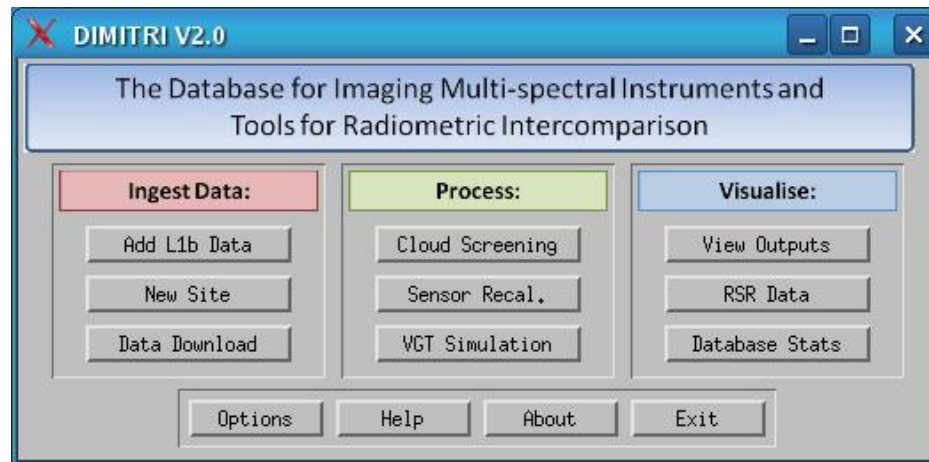 DIMITRI V2.0
The Database for Imaging Multi-spectral Instruments and
Tools for Radiometric Intercomparison
Ingest Data:
Add L1b Data
New Site
Data Download
Process:
Cloud Screening
Sensor Recal.
VGT Simulation
Visualise:
View Outputs
RSR Data
Database Stats
Options
Help
About
Exit